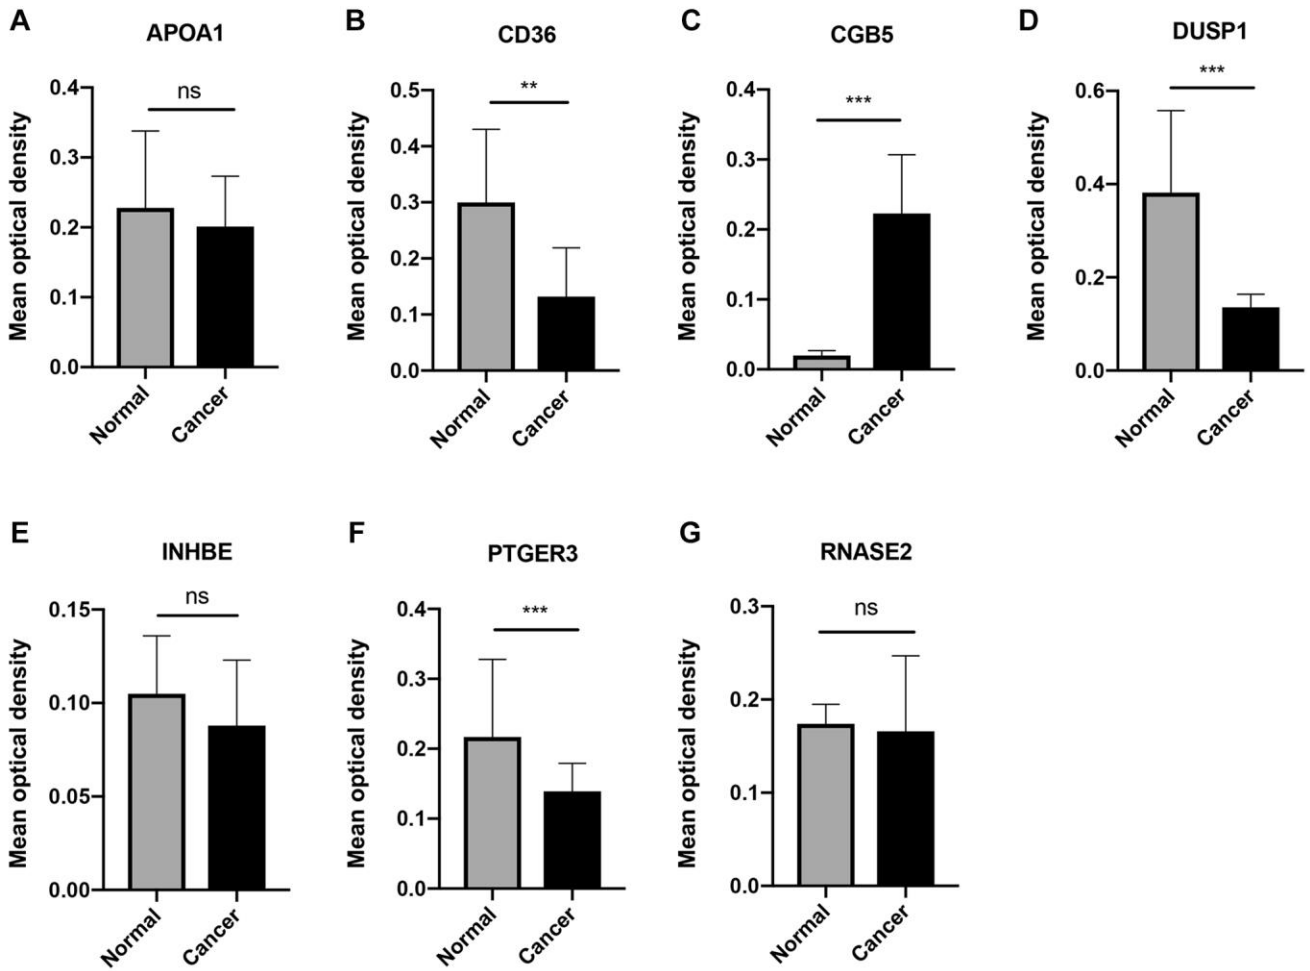 A
APOA1
Mean optical density
0.4
0.3
0.2
0.1
0.0
ns
Normal
Cancer
B
CD36
Mean optical density
0.5
0.4
0.3
0.2
0.1
0.0
**
Normal
Cancer
C
CGB5
Mean optical density
0.4
0.3
0.2
0.1
0.0
***
Normal
Cancer
D
DUSP1
Mean optical density
0.6
0.4
0.2
0.0
***
Normal
Cancer
E
INHBE
Mean optical density
0.15
0.10
0.05
0.00
ns
Normal
Cancer
F
PTGER3
Mean optical density
0.4
0.3
0.2
0.1
0.0
***
Normal
Cancer
G
RNASE2
Mean optical density
0.3
0.2
0.1
0.0
ns
Normal
Cancer